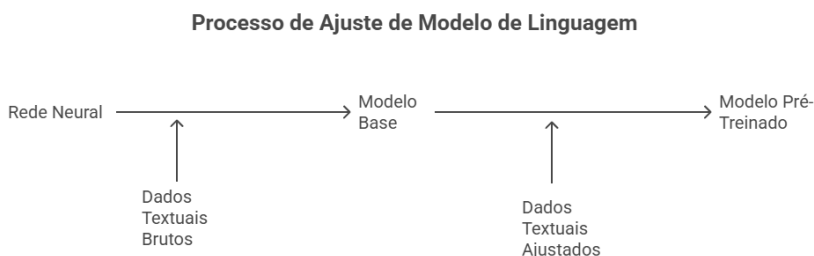 Processo de Ajuste de Modelo de Linguagem
Rede Neural
Modelo
Base
Modelo Pré-
Treinado
Dados
Textuais
Brutos
Dados
Textuais
Ajustados